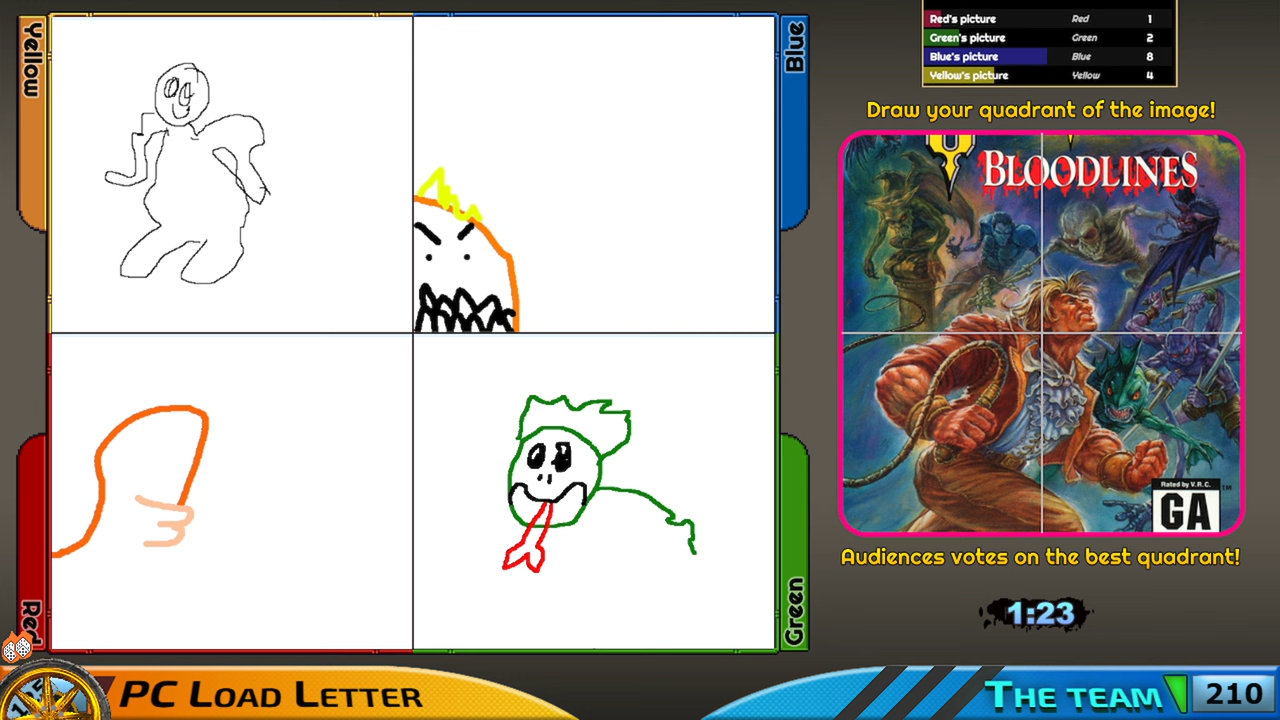 Yellow
Blue
Red
Green
Red's picture Red 1
Green's picture Green 2
Blue's picture Blue 8
Yellow's picture Yellow 4
Draw your quadrant of the image!
BLOODLINES
Rated by V.R.C.
GA
TM
Audiences votes on the best quadrant!
1:23
PC LOAD LETTER
THE TEAM 210